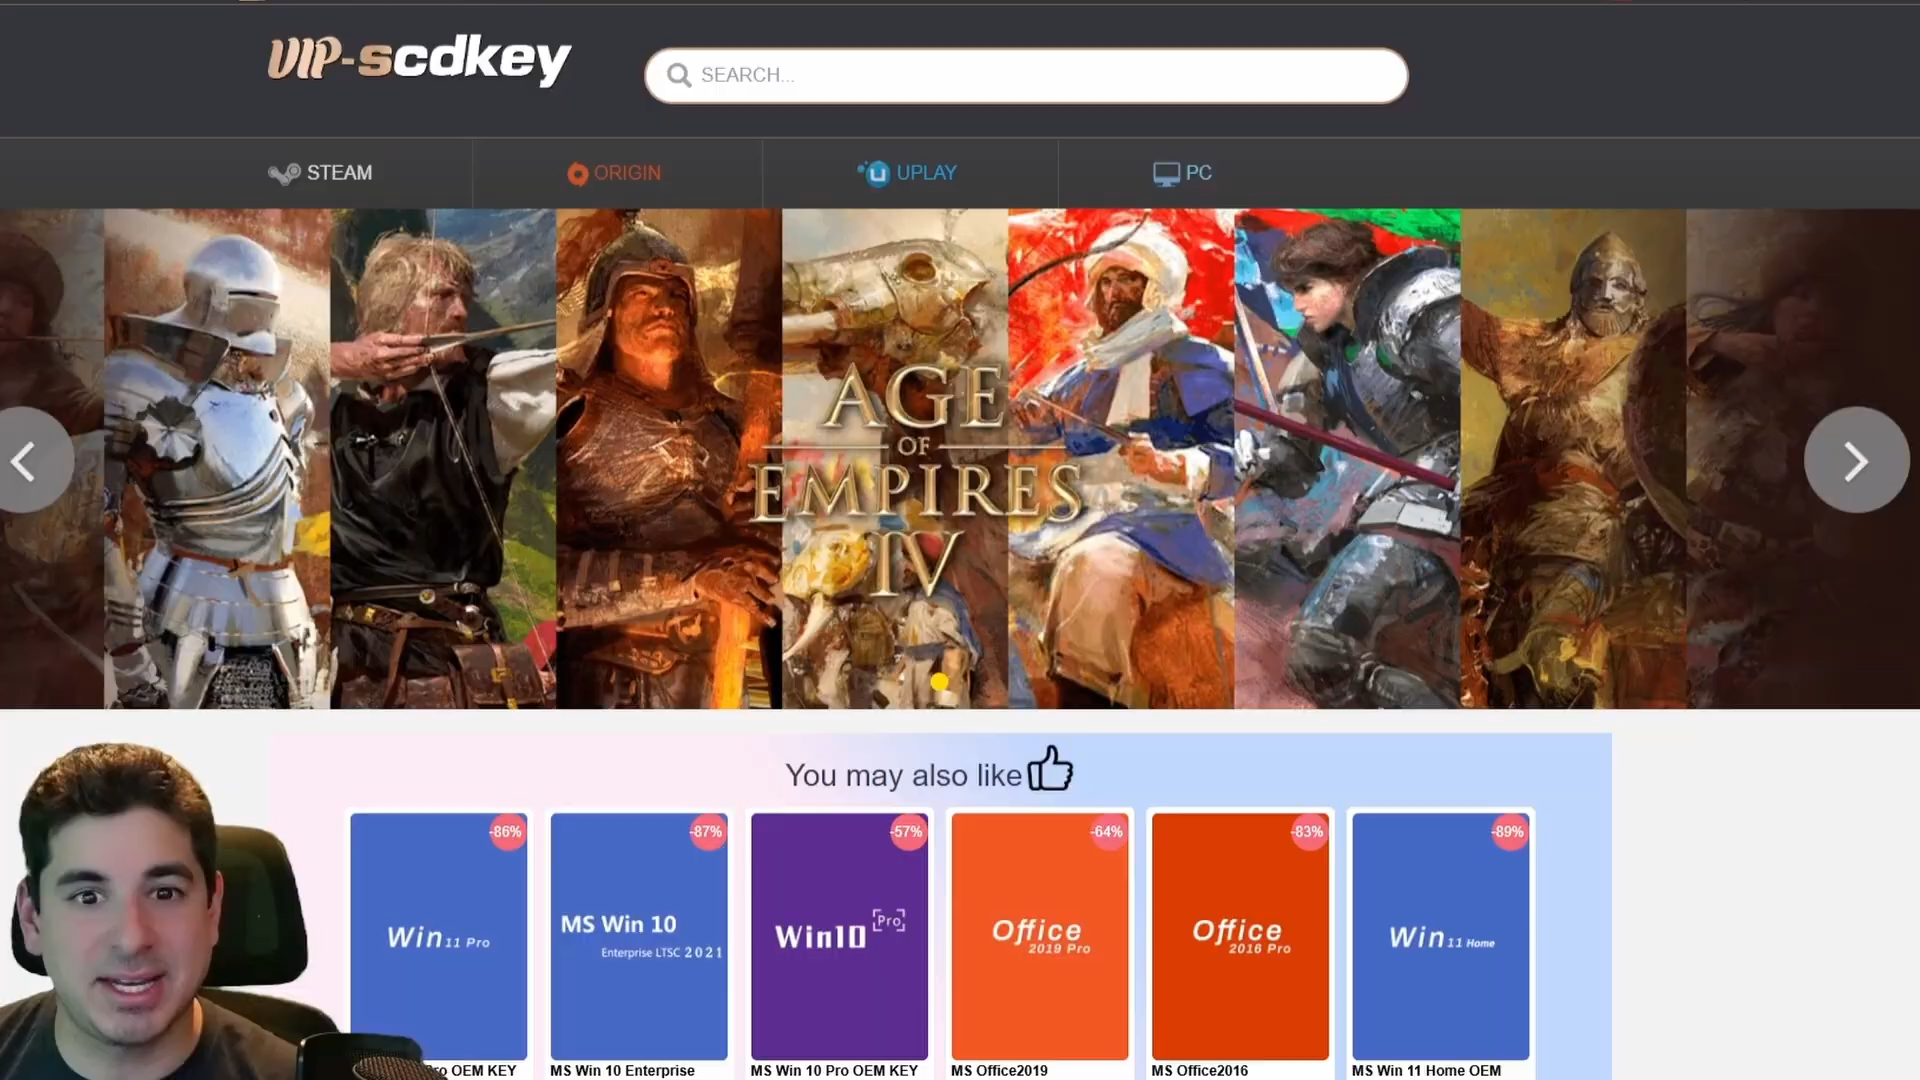 VIP-scdkey
SEARCH...
STEAM
ORIGIN
UPLAY
PC
AGE
OF
EMPIRES
IV
You may also like
-86%
-87%
-57%
-64%
-83%
-89%
Win 11 Pro
MS Win 10
Enterprise LTSC 2021
Win10 [Pro]
Office
2019 Pro
Office
2016 Pro
Win 11 Home
ro OEM KEY
MS Win 10 Enterprise
MS Win 10 Pro OEM KEY
MS Office2019
MS Office2016
MS Win 11 Home OEM